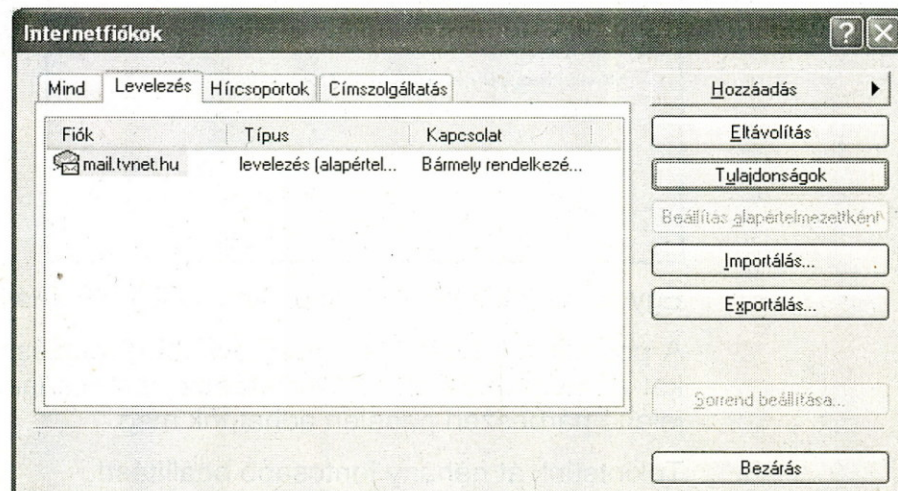 Internetfiókok
Mind Levelezés Hírcsoportok Címszolgáltatás
Fiók Típus Kapcsolat
mail.tvnet.hu levelezés (alapértel... Bármely rendelkezé...
Hozzáadás
Eltávolítás
Tulajdonságok
Beállítás alapértelmezettként
Importálás...
Exportálás...
Sorrend beállítása...
Bezárás